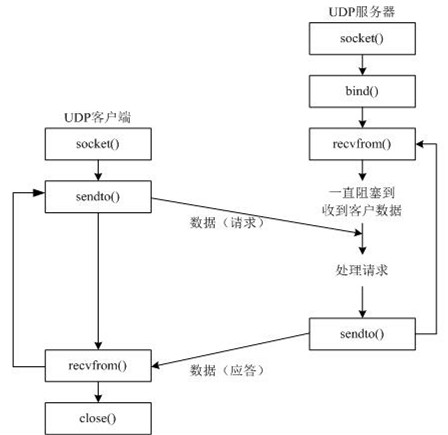 UDP服务器
socket()
bind()
UDP客户端
socket()
recvfrom()
sendto()
一直阻塞到
收到客户数据
数据（请求）
处理请求
sendto()
recvfrom()
数据（应答）
close()